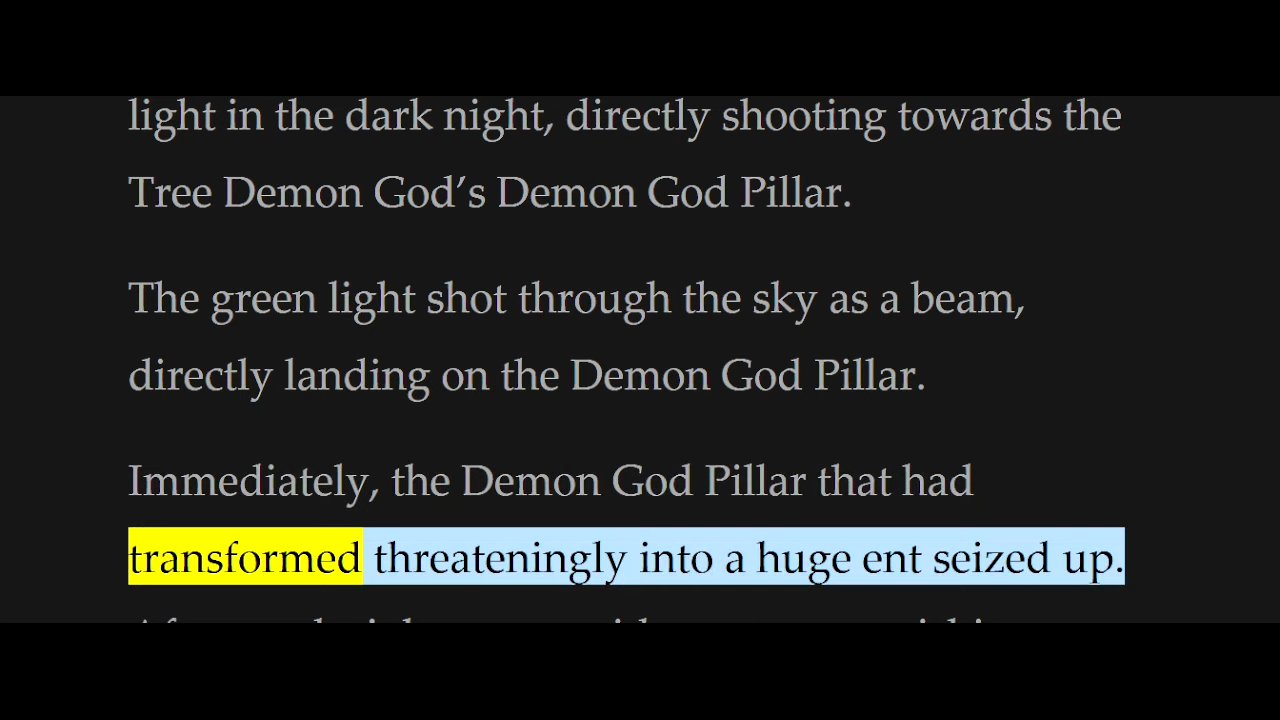 light in the dark night, directly shooting towards the
Tree Demon God’s Demon God Pillar.
The green light shot through the sky as a beam,
directly landing on the Demon God Pillar.
Immediately, the Demon God Pillar that had
transformed threateningly into a huge ent seized up.